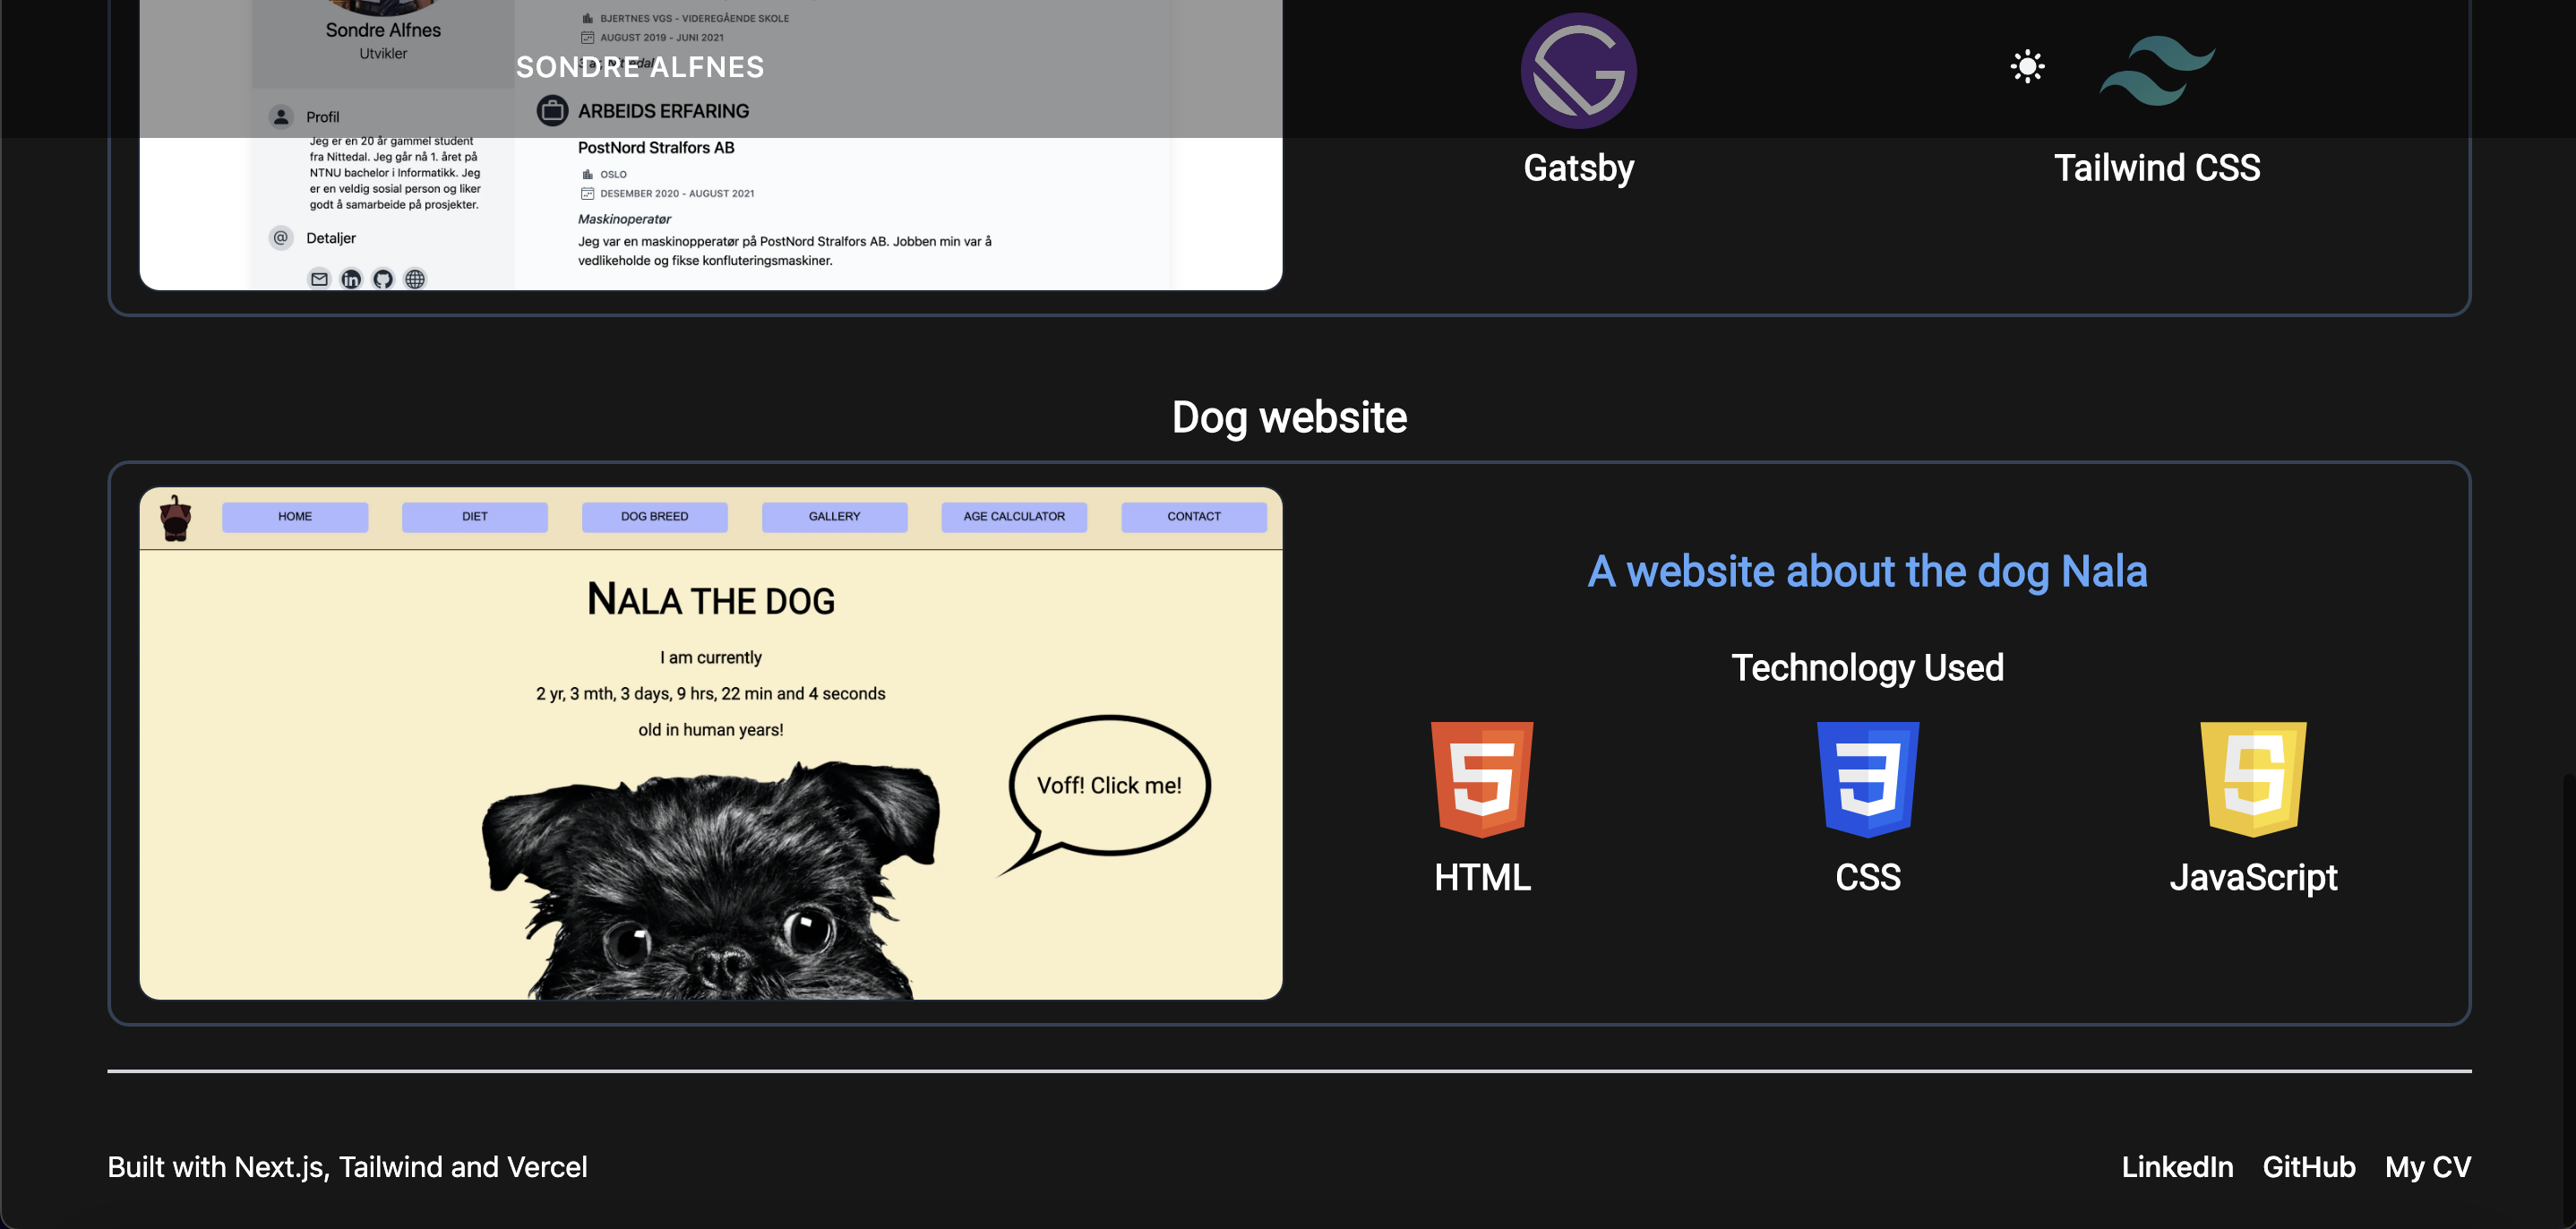 Sondre Alfnes
Utvikler
BJERTNES VGS - VIDEREGÅENDE SKOLE
AUGUST 2019 - JUNI 2021
SONDRE ALFNES
ARBEIDS ERFARING
Profil
Jeg er en 20 år gammel student
fra Nittedal. Jeg går nå 1. året på
NTNU bachelor i Informatikk. Jeg
er en veldig sosial person og liker
godt å samarbeide på prosjekter.
Detaljer
PostNord Stralfors AB
OSLO
DESEMBER 2020 - AUGUST 2021
Maskinoperatør
Jeg var en maskinopperatør på PostNord Stralfors AB. Jobben min var å
vedlikeholde og fikse konfluteringsmaskiner.
Gatsby
Tailwind CSS
Dog website
HOME
DIET
DOG BREED
GALLERY
AGE CALCULATOR
CONTACT
NALA THE DOG
I am currently
2 yr, 3 mth, 3 days, 9 hrs, 22 min and 4 seconds
old in human years!
Voff! Click me!
A website about the dog Nala
Technology Used
HTML
CSS
JavaScript
Built with Next.js, Tailwind and Vercel
LinkedIn
GitHub
My CV